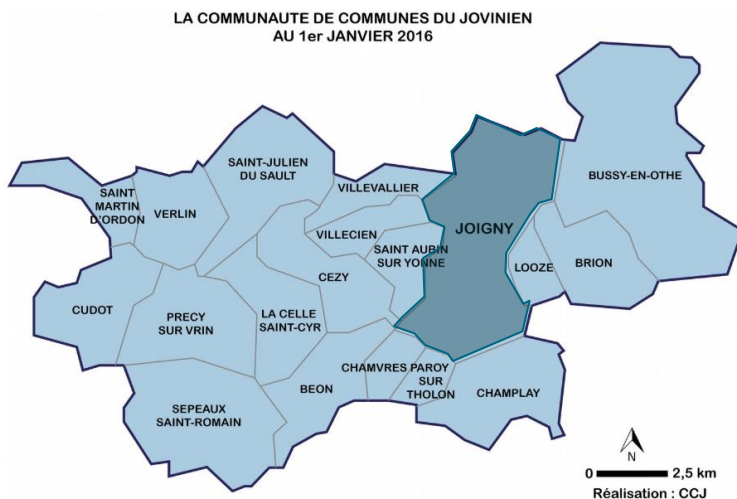 LA COMMUNAUTE DE COMMUNES DU JOVINIEN
AU 1er JANVIER 2016
SAINT-JULIEN
DU SAULT
BUSSY-EN-OTHE
VILLEVALLIER
SAINT
MARTIN
D'ORDON
VERLIN
JOIGNY
VILLECIEN
SAINT AUBIN
SUR YONNE
LOOZE
BRION
CEZY
CUDOT
PRECY
SUR VRIN
LA CELLE
SAINT-CYR
CHAMVRES
PAROY
SUR
THOLON
BEON
CHAMPLAY
SEPEAUX
SAINT-ROMAIN
N
0 2,5 km
Réalisation : CCJ